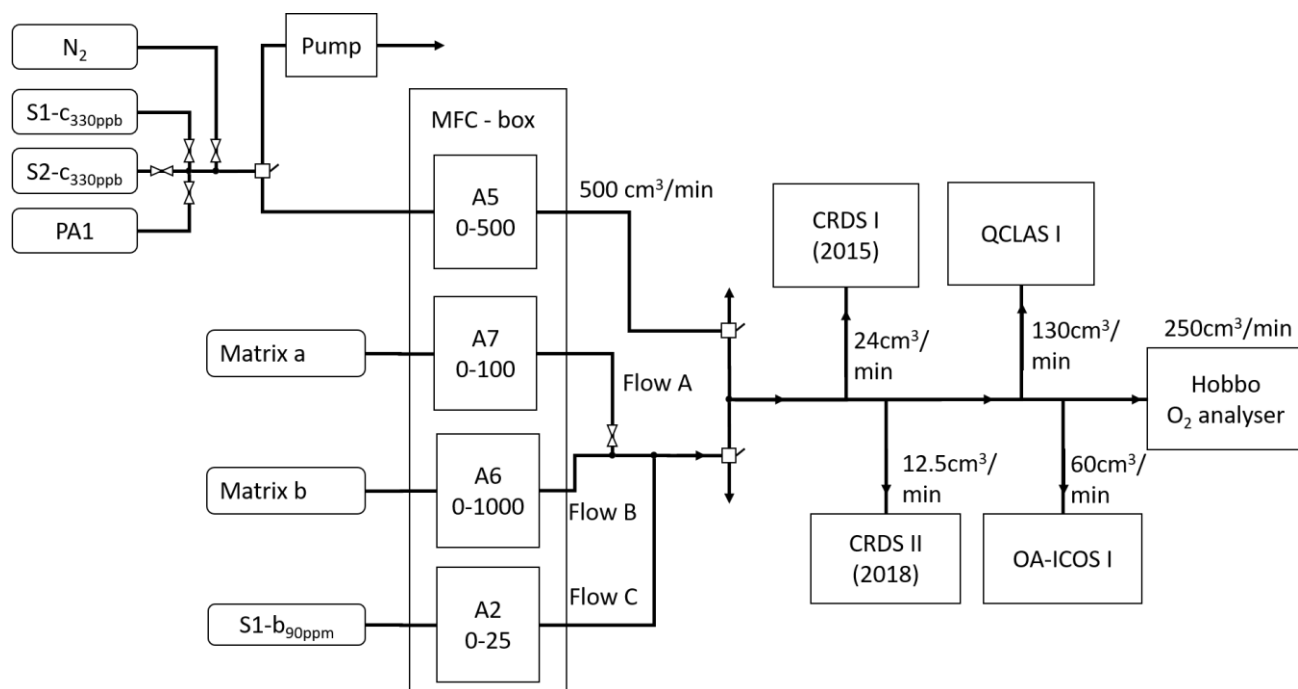 N₂
S1-c₃₃₀ppb
S2-c₃₃₀ppb
PA1
Pump
MFC - box
A5
0-500
500 cm³/min
A7
0-100
Matrix a
Flow A
A6
0-1000
Matrix b
Flow B
A2
0-25
S1-b₉₀ppm
Flow C
CRDS I
(2015)
24cm³/
min
QCLAS I
130cm³/
min
250cm³/min
Hobbo
O₂ analyser
12.5cm³/
min
CRDS II
(2018)
60cm³/
min
OA-ICOS I